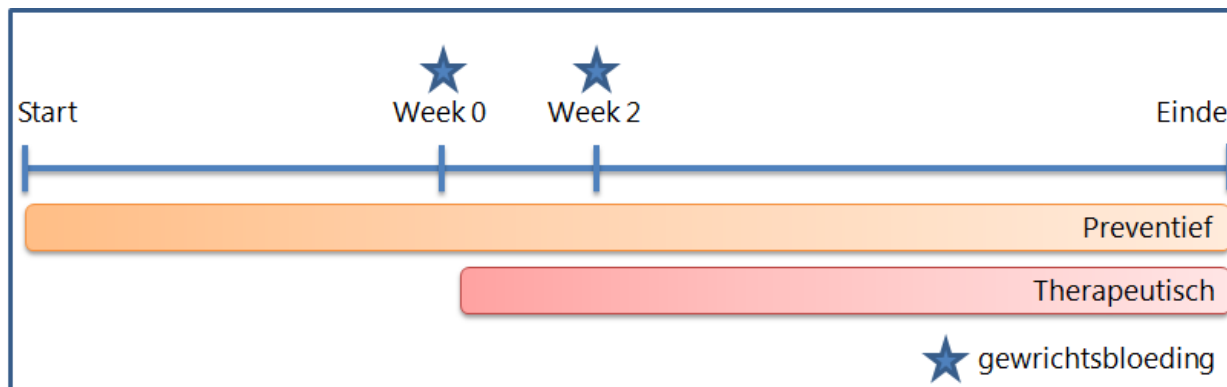 Start Week 0 Week 2 Einde
Preventief
Therapeutisch
gewrichtsbloeding